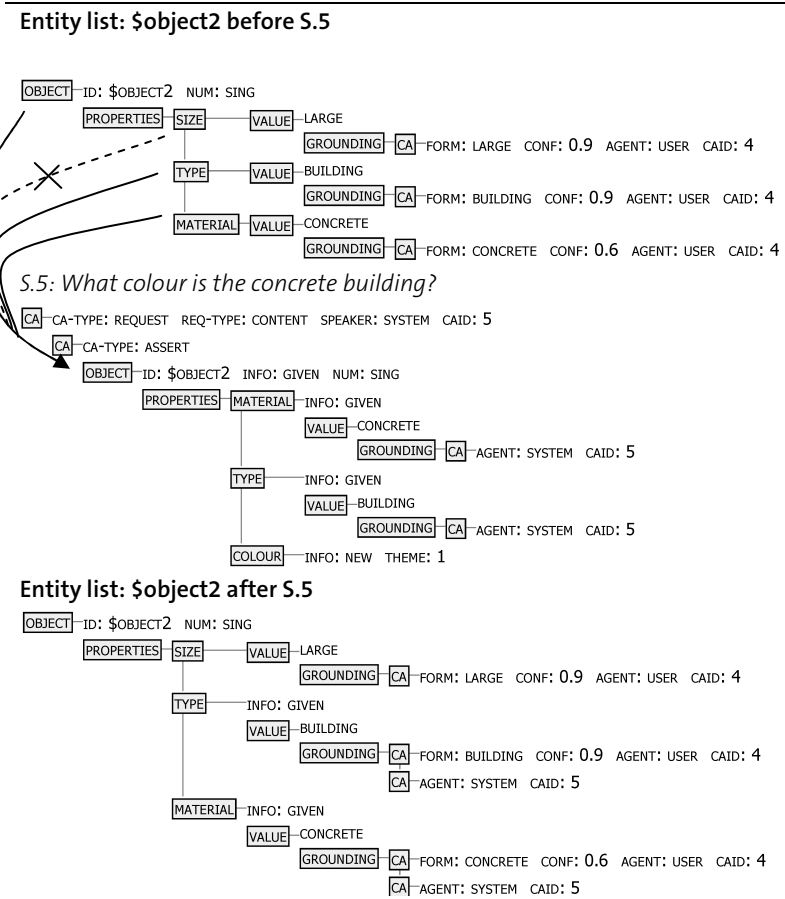 Entity list: $object2 before S.5
OBJECT ID: $OBJECT2 NUM: SING
PROPERTIES SIZE VALUE LARGE
GROUNDING CA FORM: LARGE CONF: 0.9 AGENT: USER CAID: 4
TYPE VALUE BUILDING
GROUNDING CA FORM: BUILDING CONF: 0.9 AGENT: USER CAID: 4
MATERIAL VALUE CONCRETE
GROUNDING CA FORM: CONCRETE CONF: 0.6 AGENT: USER CAID: 4
S.5: What colour is the concrete building?
CA CA-TYPE: REQUEST REQ-TYPE: CONTENT SPEAKER: SYSTEM CAID: 5
CA CA-TYPE: ASSERT
OBJECT ID: $OBJECT2 INFO: GIVEN NUM: SING
PROPERTIES MATERIAL INFO: GIVEN
VALUE CONCRETE
GROUNDING CA AGENT: SYSTEM CAID: 5
TYPE INFO: GIVEN
VALUE BUILDING
GROUNDING CA AGENT: SYSTEM CAID: 5
COLOUR INFO: NEW THEME: 1
Entity list: $object2 after S.5
OBJECT ID: $OBJECT2 NUM: SING
PROPERTIES SIZE VALUE LARGE
GROUNDING CA FORM: LARGE CONF: 0.9 AGENT: USER CAID: 4
TYPE INFO: GIVEN
VALUE BUILDING
GROUNDING CA FORM: BUILDING CONF: 0.9 AGENT: USER CAID: 4
CA AGENT: SYSTEM CAID: 5
MATERIAL INFO: GIVEN
VALUE CONCRETE
GROUNDING CA FORM: CONCRETE CONF: 0.6 AGENT: USER CAID: 4
CA AGENT: SYSTEM CAID: 5